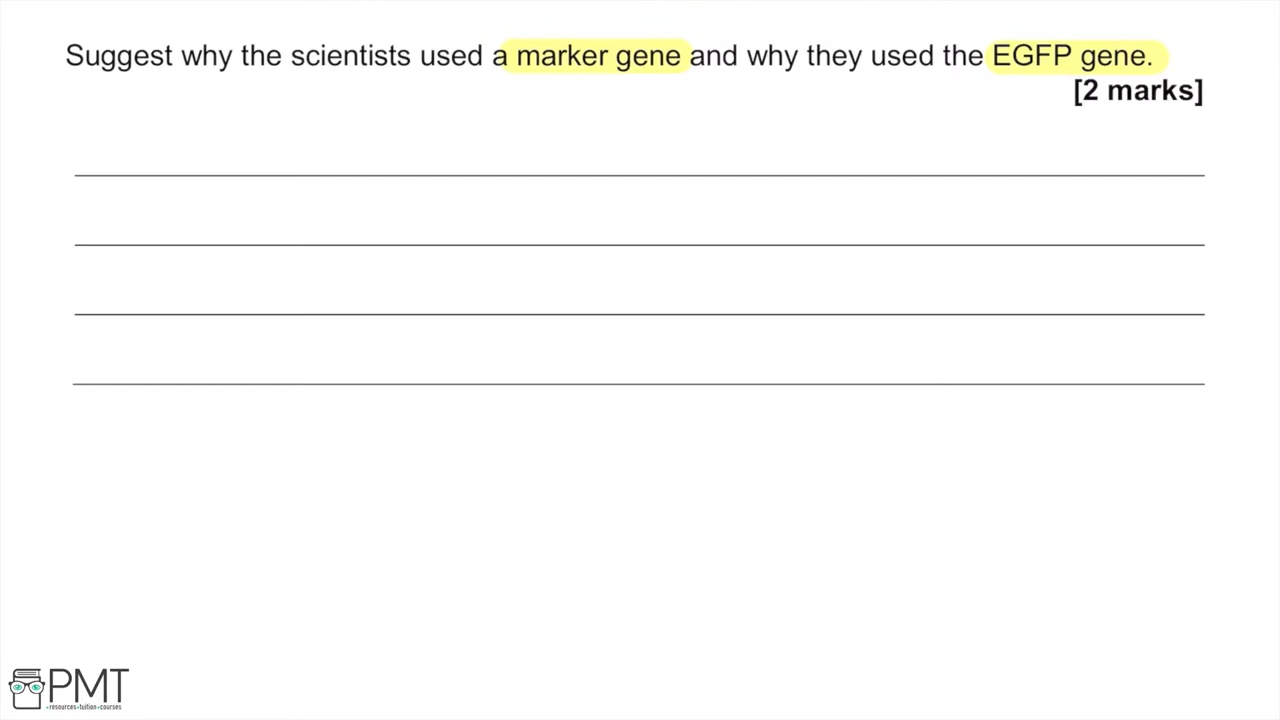 Suggest why the scientists used a marker gene and why they used the EGFP gene.
[2 marks]
PMT
•resources•tuition•courses